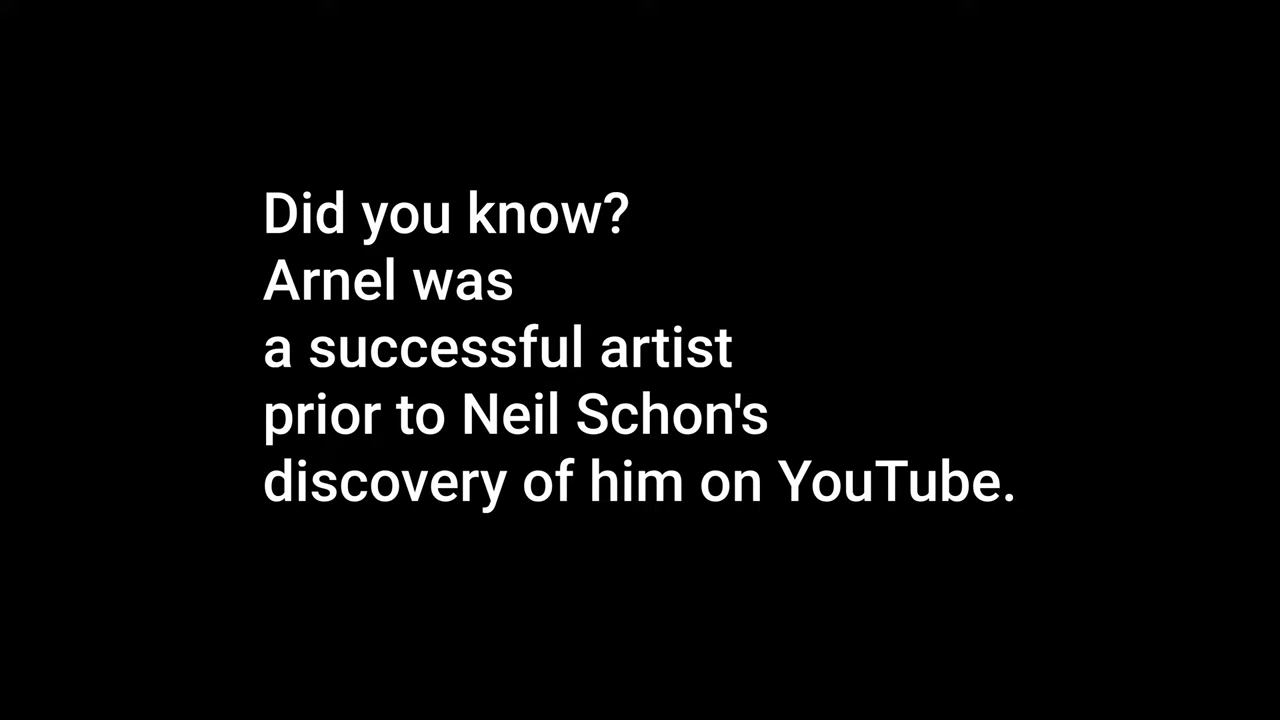 Did you know?
Arnel was
a successful artist
prior to Neil Schon's
discovery of him on YouTube.